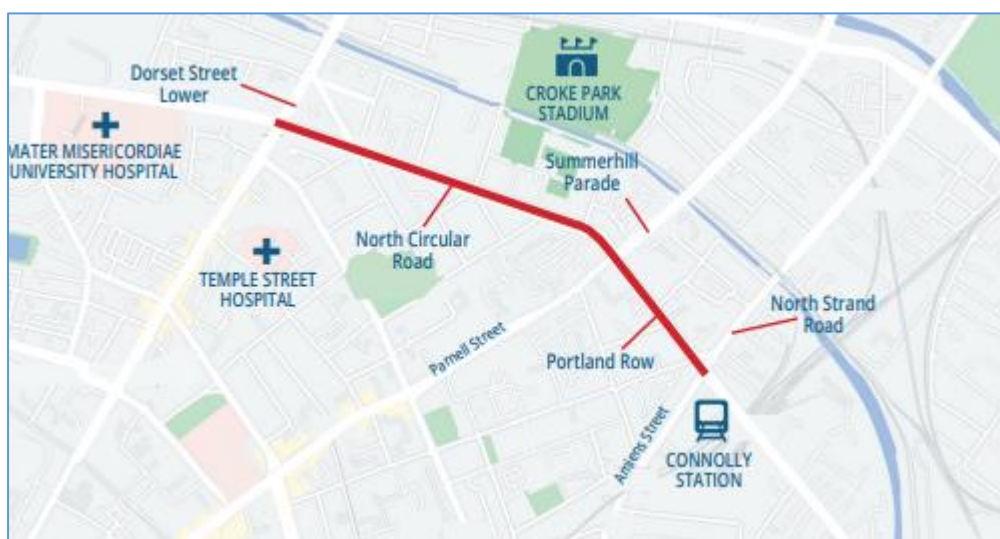 Dorset Street
Lower
CROKE PARK
STADIUM
MATER MISERICORDIAE
UNIVERSITY HOSPITAL
Summerhill
Parade
North Circular
Road
TEMPLE STREET
HOSPITAL
North Strand
Road
Parnell Street
Portland Row
Amiens Street
CONNOLLY
STATION